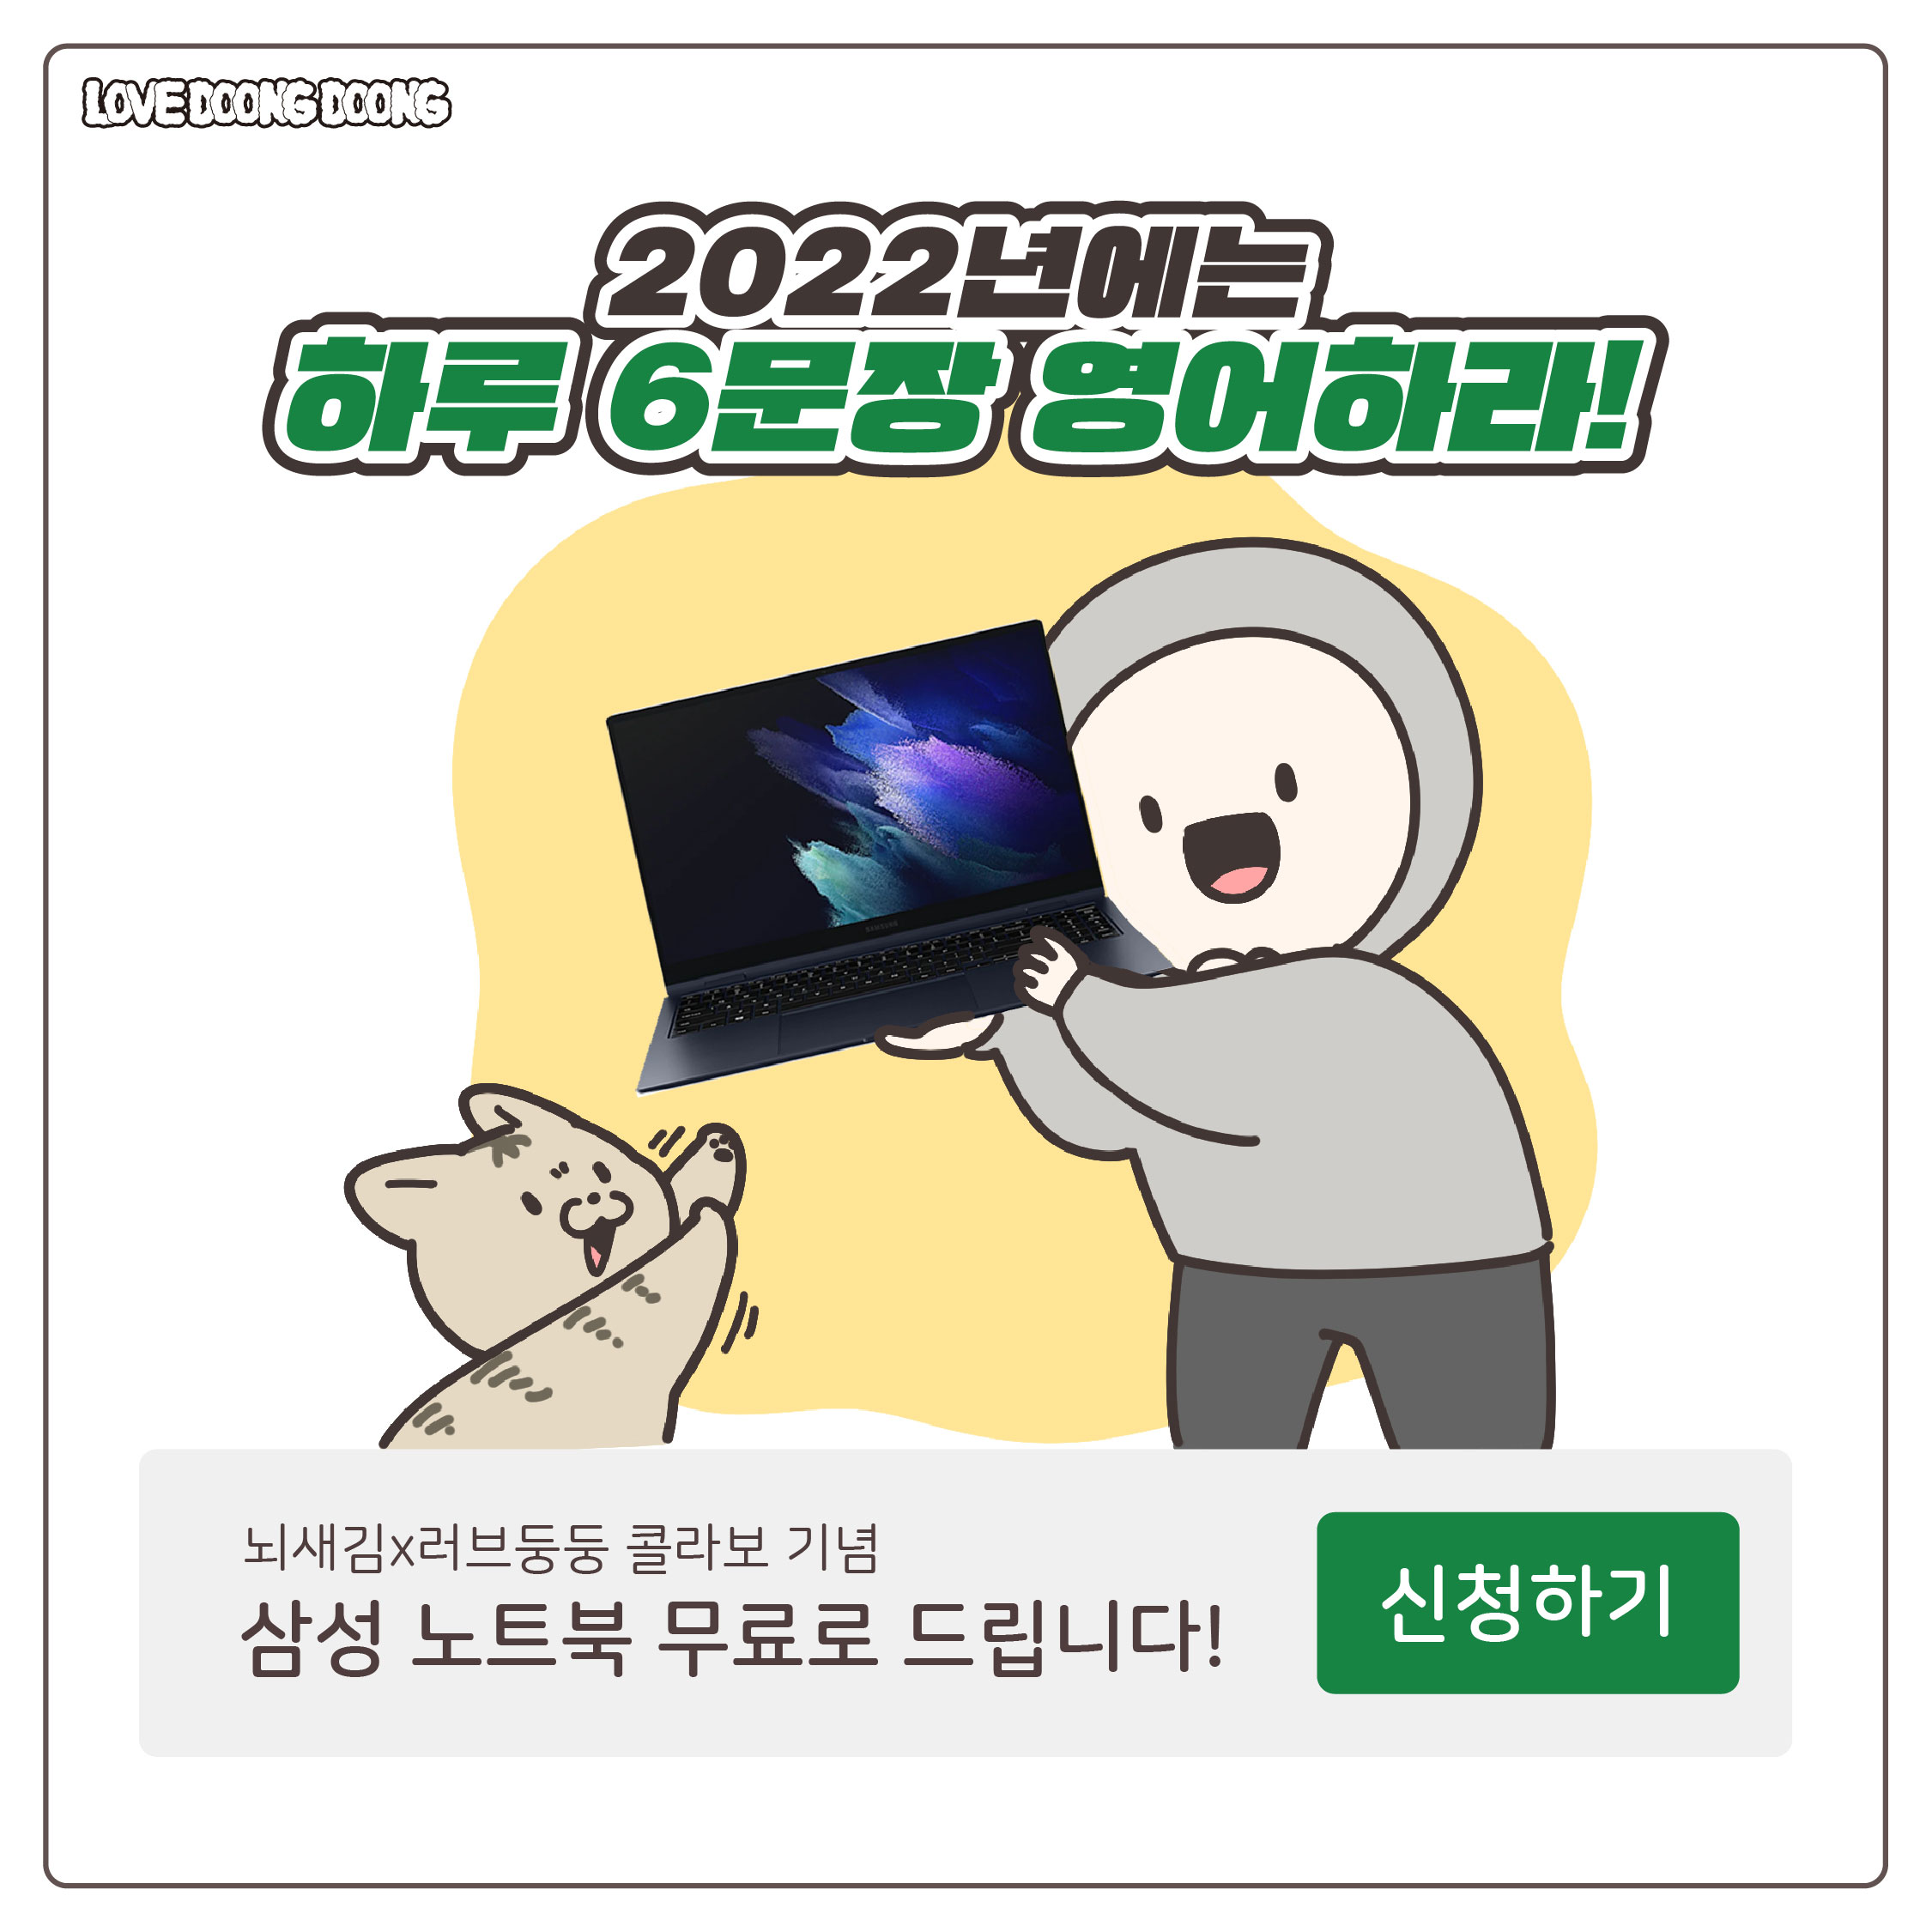 LOVE DOONG DOONG
2022년에는
하루 6문장 영어하라!
SAMSUNG
뇌새김x러브둥둥 콜라보 기념
삼성 노트북 무료로 드립니다!
신청하기